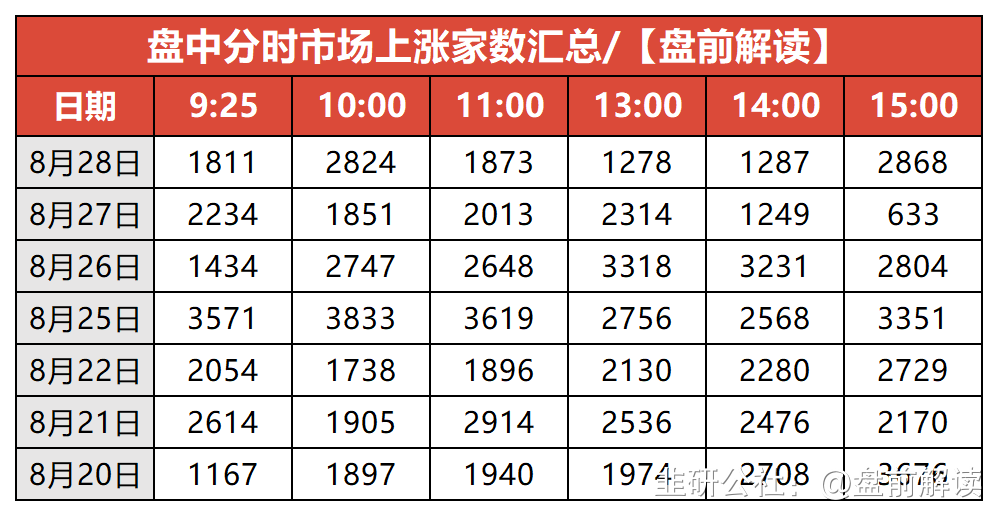 盘中分时市场上涨家数汇总/【盘前解读】
日期 9:25 10:00 11:00 13:00 14:00 15:00
8月28日 1811 2824 1873 1278 1287 2868
8月27日 2234 1851 2013 2314 1249 633
8月26日 1434 2747 2648 3318 3231 2804
8月25日 3571 3833 3619 2756 2568 3351
8月22日 2054 1738 1896 2130 2280 2729
8月21日 2614 1905 2914 2536 2476 2170
8月20日 1167 1897 1940 1974 2708 3676
韭研公社：@盘前解读